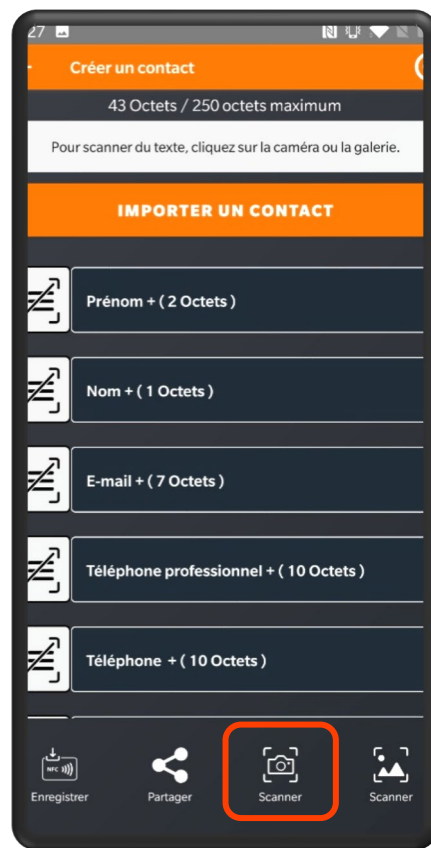 27
Créer un contact
43 Octets / 250 octets maximum
Pour scanner du texte, cliquez sur la caméra ou la galerie.
IMPORTER UN CONTACT
Prénom + ( 2 Octets )
Nom + ( 1 Octets )
E-mail + ( 7 Octets )
Téléphone professionnel + ( 10 Octets )
Téléphone + ( 10 Octets )
NFC
Enregistrer
Partager
Scanner
Scanner